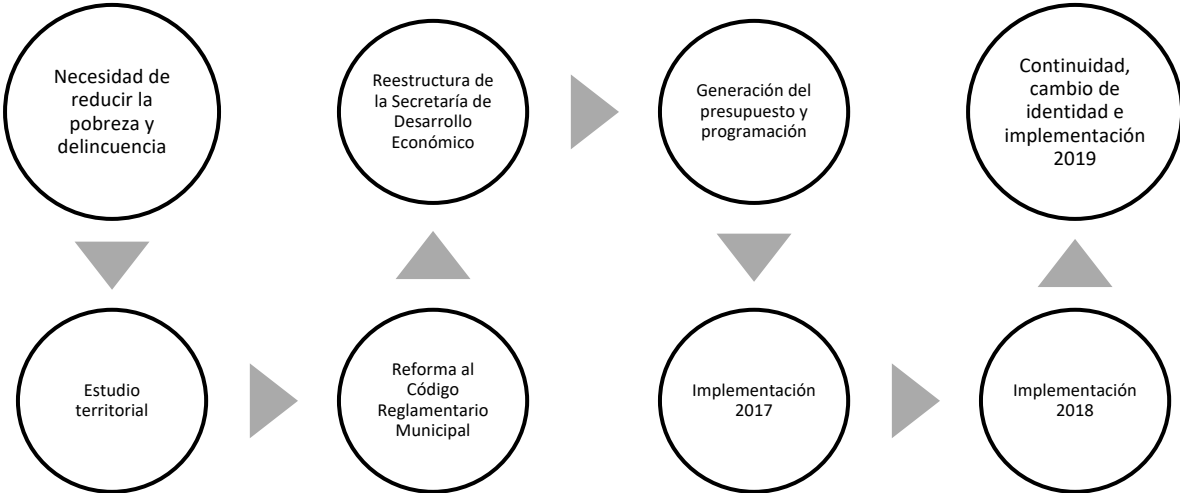 Necesidad de
reducir la
pobreza y
delincuencia
Estudio
territorial
Reforma al
Código
Reglamentario
Municipal
Reestructura de
la Secretaría de
Desarrollo
Económico
Generación del
presupuesto y
programación
Implementación
2017
Implementación
2018
Continuidad,
cambio de
identidad e
implementación
2019